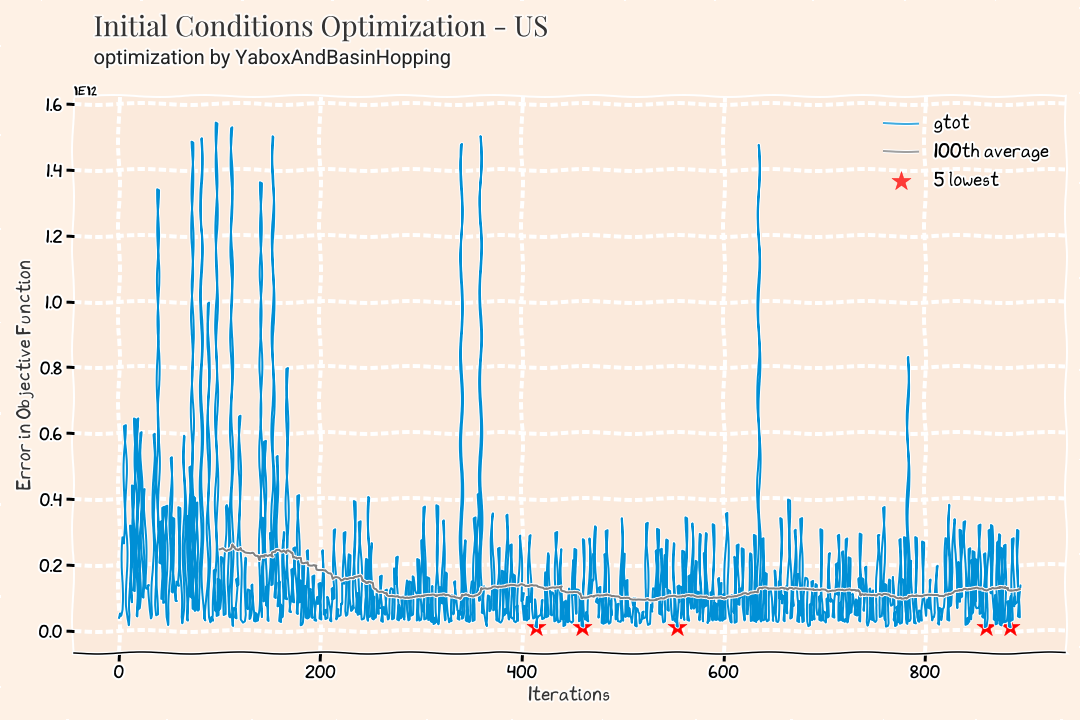 Initial Conditions Optimization - US
optimization by YaboxAndBasinHopping
1E12
1.6
1.4
1.2
1.0
0.8
0.6
0.4
0.2
0.0
Error in Objective Function
gtot
100th average
5 lowest
0 200 400 600 800
Iterations